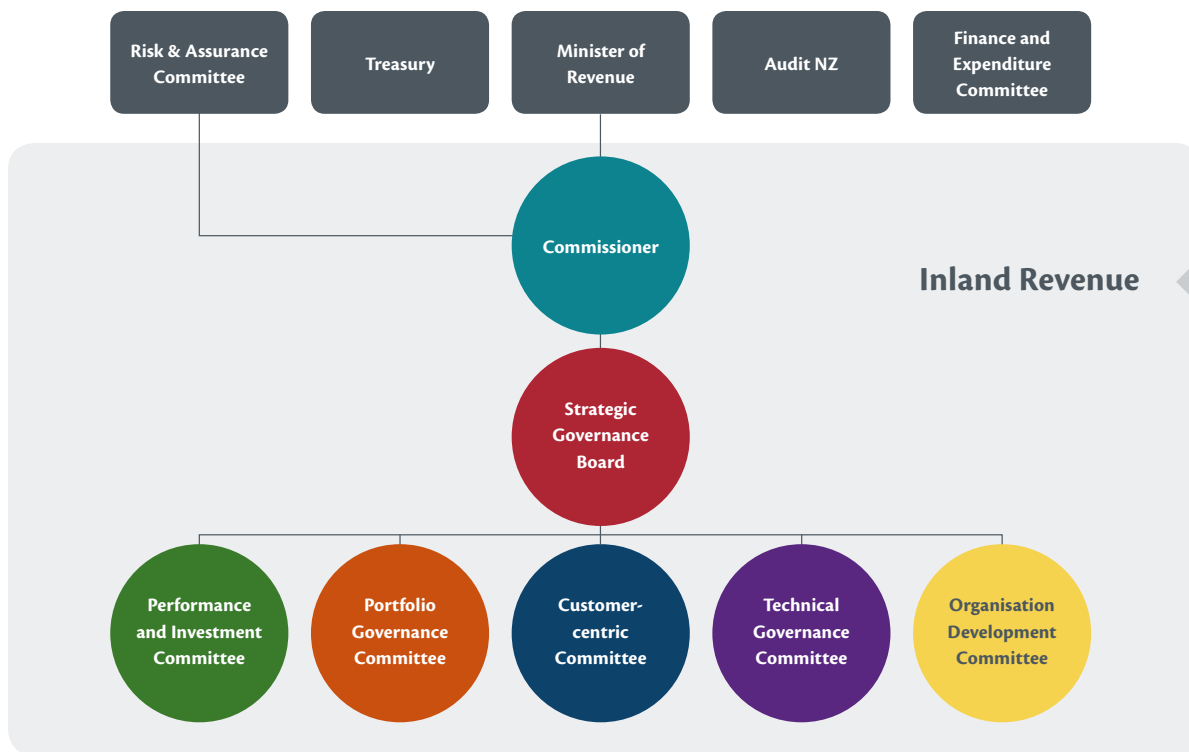 Risk & Assurance
Committee
Treasury
Minister of
Revenue
Audit NZ
Finance and
Expenditure
Committee
Commissioner
Inland Revenue
Strategic
Governance
Board
Performance
and Investment
Committee
Portfolio
Governance
Committee
Customer-
centric
Committee
Technical
Governance
Committee
Organisation
Development
Committee